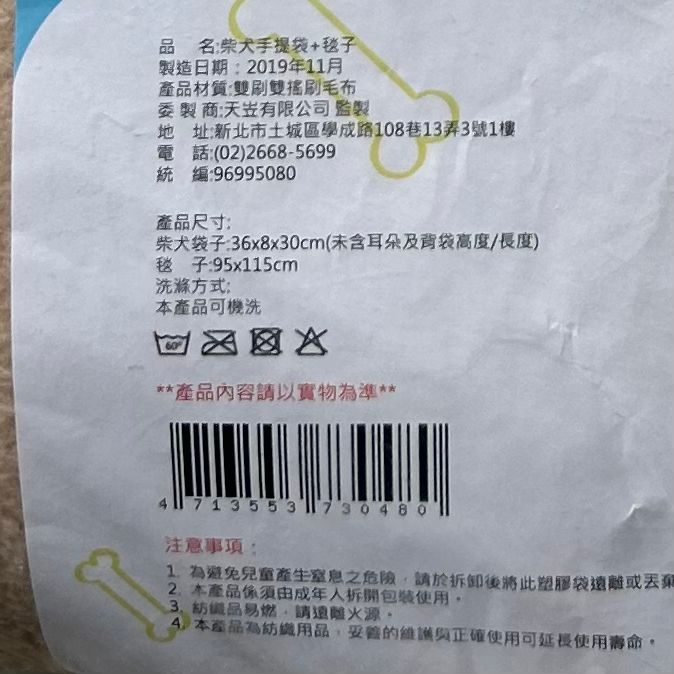 品　名:柴犬手提袋+毯子
製造日期：2019年11月
產品材質:雙刷雙搖刷毛布
委 製 商:天岦有限公司 監製
地　址:新北市土城區學成路108巷13弄3號1樓
電　話:(02)2668-5699
統　編:96995080
產品尺寸:
柴犬袋子:36x8x30cm(未含耳朵及背袋高度/長度)
毯　子:95x115cm
洗滌方式:
本產品可機洗
60°
**產品內容請以實物為準**
4 713553 730480
注意事項：
1. 為避免兒童產生窒息之危險，請於拆卸後將此塑膠袋遠離或丟棄
2. 本產品係須由成年人拆開包裝使用。
3. 紡織品易燃，請遠離火源。
4. 本產品為紡織用品，妥善的維護與正確使用可延長使用壽命。